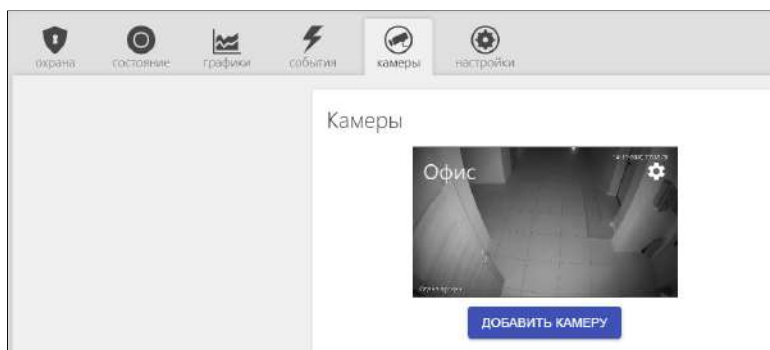 охрана
состояние
графики
события
камеры
настройки
Камеры
Офис
ДОБАВИТЬ КАМЕРУ